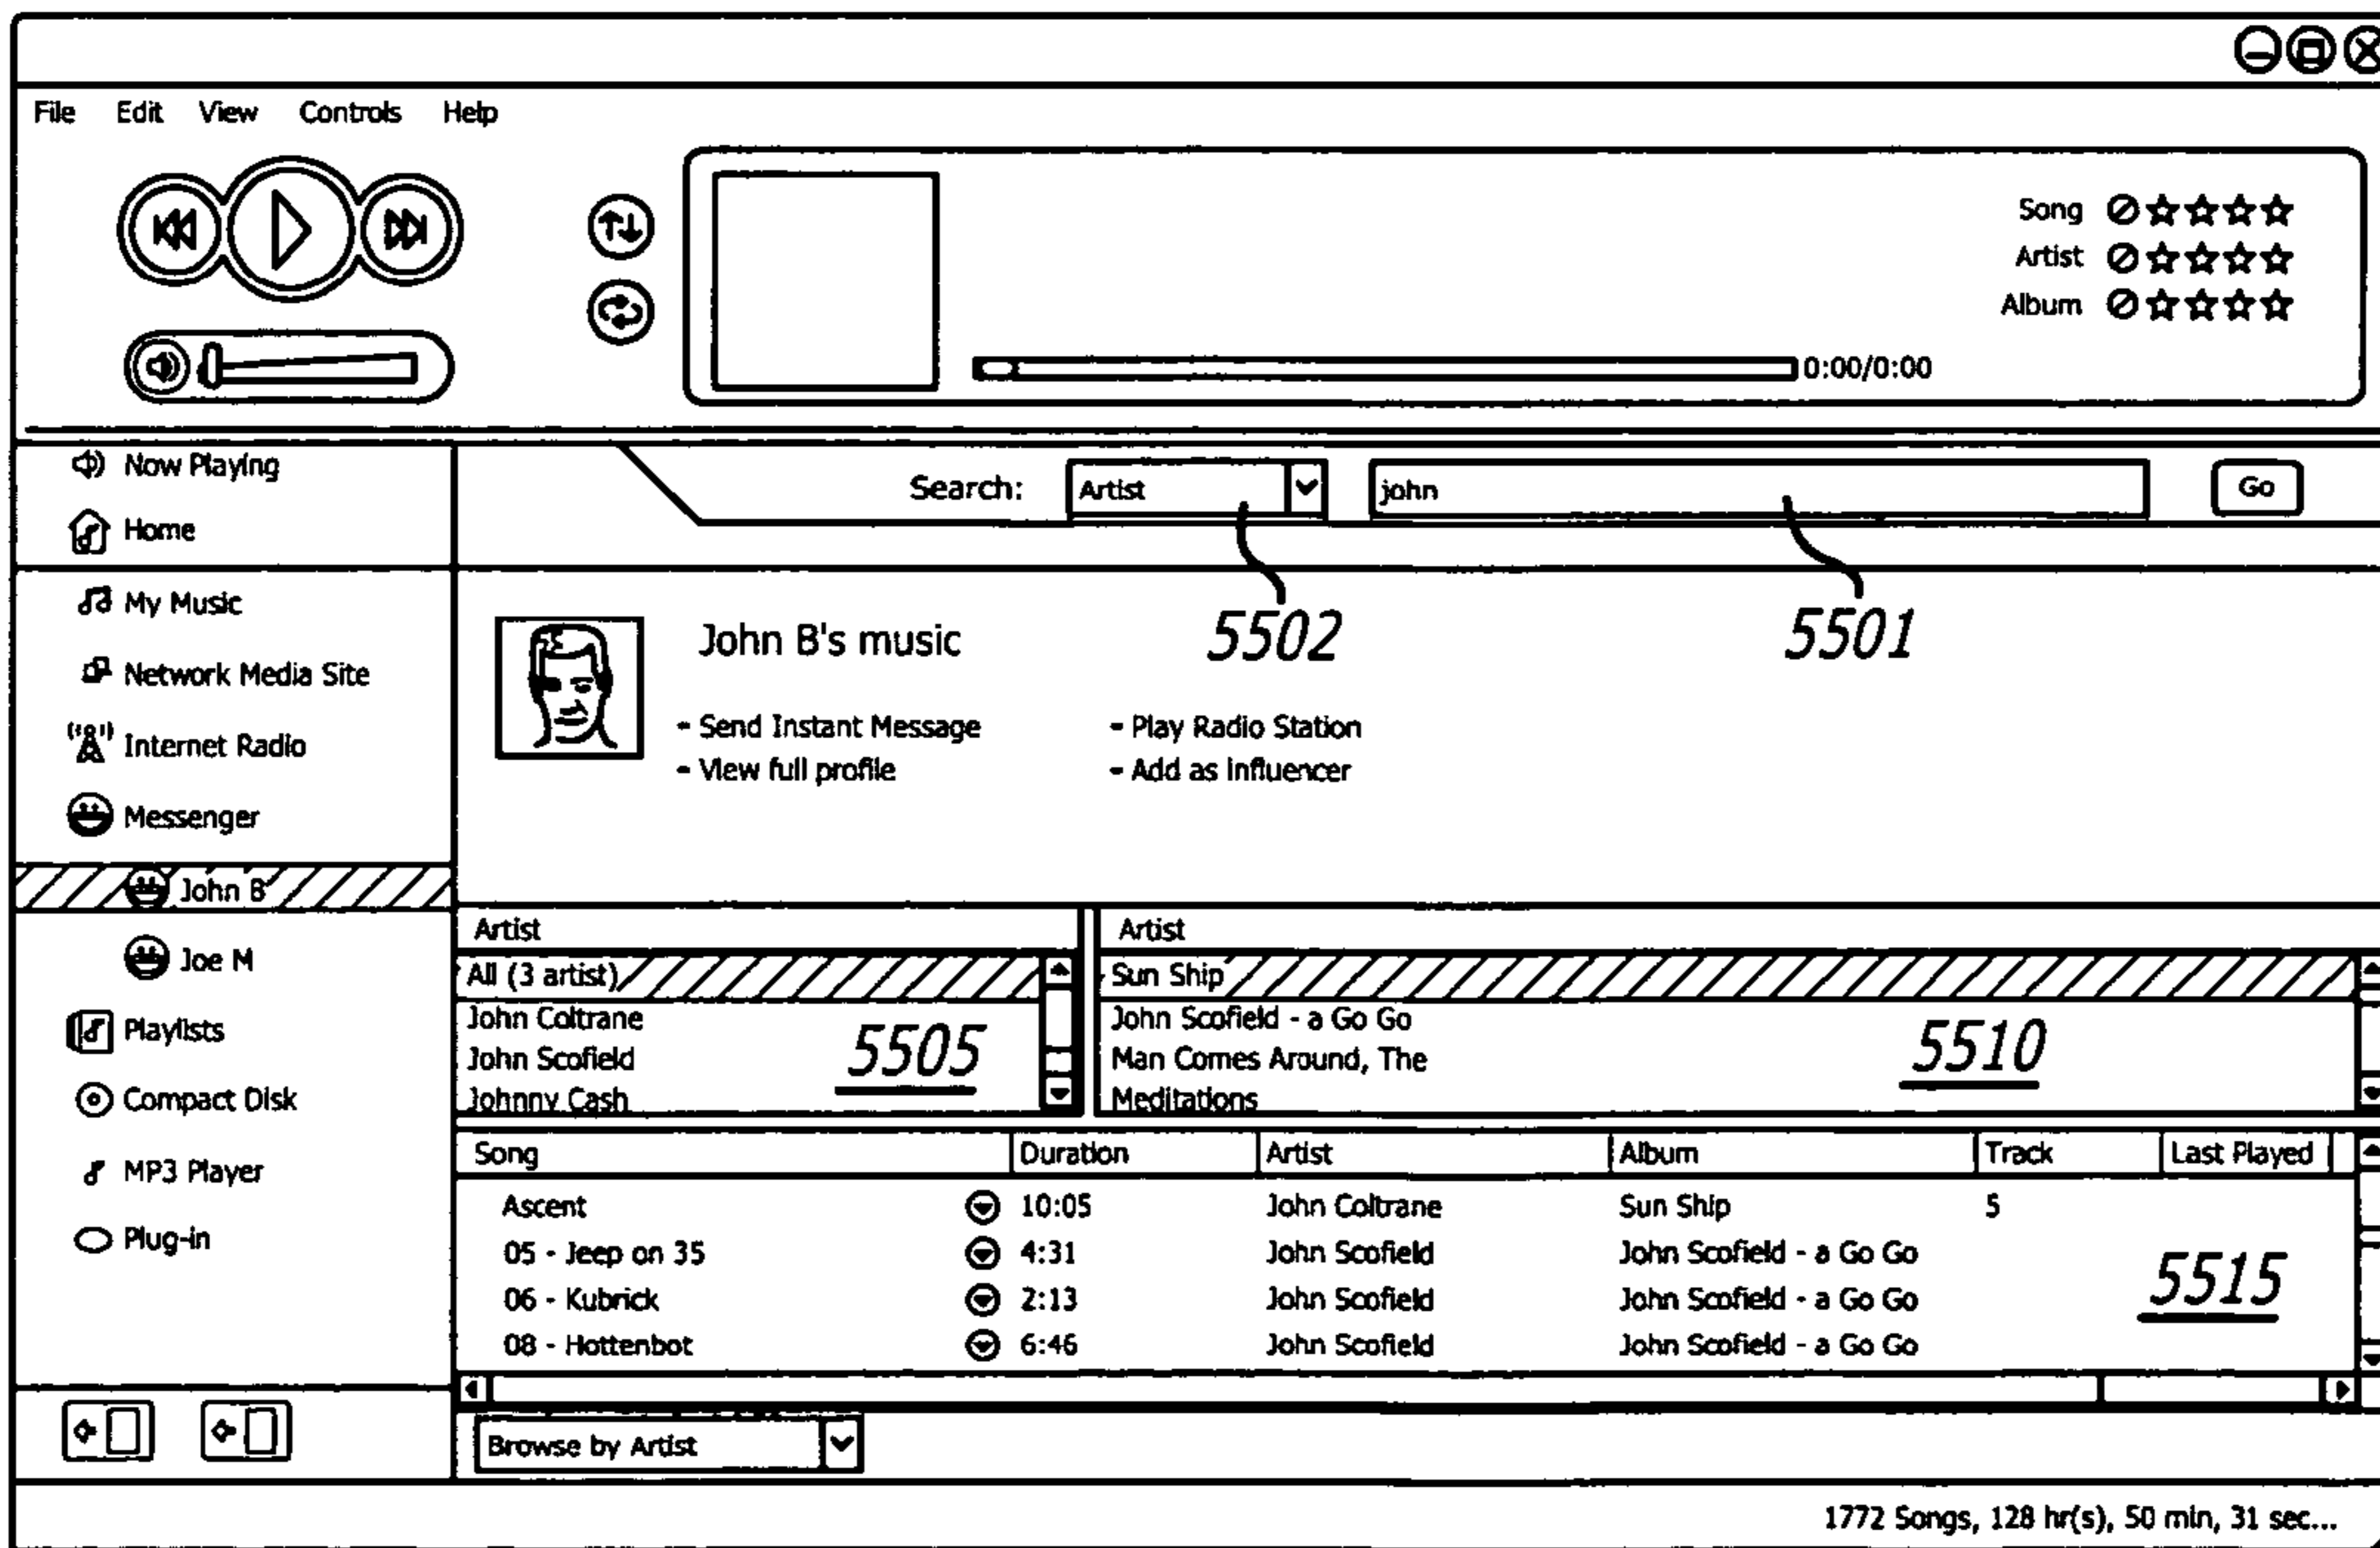 File Edit View Controls Help
Song
Artist
Album
0:00/0:00
Now Playing
Home
My Music
Network Media Site
Internet Radio
Messenger
John B
Joe M
Playlists
Compact Disk
MP3 Player
Plug-in
Search: Artist john Go
5502 5501
John B's music
- Send Instant Message - Play Radio Station
- View full profile - Add as influencer
Artist
All (3 artist)
John Coltrane
John Scofield
Johnny Cash
5505
Artist
Sun Ship
John Scofield - a Go Go
Man Comes Around, The
Meditations
5510
Song Duration Artist Album Track Last Played
Ascent 10:05 John Coltrane Sun Ship 5
05 - Jeep on 35 4:31 John Scofield John Scofield - a Go Go
06 - Kubrick 2:13 John Scofield John Scofield - a Go Go
08 - Hottenbot 6:46 John Scofield John Scofield - a Go Go
5515
Browse by Artist
1772 Songs, 128 hr(s), 50 min, 31 sec...